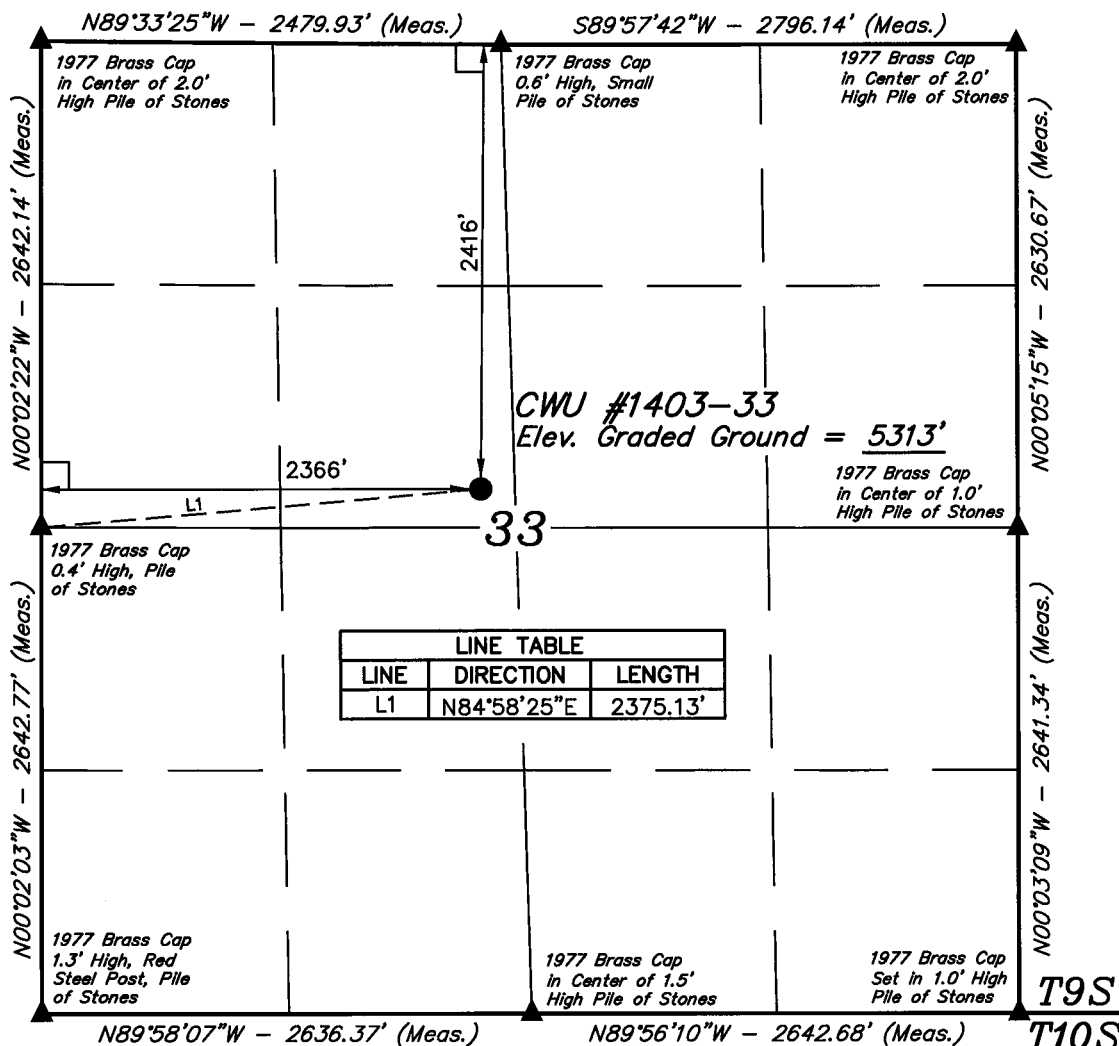 N89°33'25"W - 2479.93' (Meas.)
S89°57'42"W - 2796.14' (Meas.)
1977 Brass Cap
in Center of 2.0'
High Pile of Stones
1977 Brass Cap
0.6' High, Small
Pile of Stones
1977 Brass Cap
in Center of 2.0'
High Pile of Stones
N00°02'22"W - 2642.14' (Meas.)
2416'
N00°05'15"W - 2630.67' (Meas.)
CWU #1403-33
Elev. Graded Ground = 5313'
2366'
L1
1977 Brass Cap
in Center of 1.0'
High Pile of Stones
33
1977 Brass Cap
0.4' High, Pile
of Stones
LINE TABLE
LINE DIRECTION LENGTH
L1 N84°58'25"E 2375.13'
N00°02'03"W - 2642.77' (Meas.)
N00°03'09"W - 2641.34' (Meas.)
1977 Brass Cap
1.3' High, Red
Steel Post, Pile
of Stones
1977 Brass Cap
in Center of 1.5'
High Pile of Stones
1977 Brass Cap
Set in 1.0' High
Pile of Stones
T9S
T10S
N89°58'07"W - 2636.37' (Meas.)
N89°56'10"W - 2642.68' (Meas.)